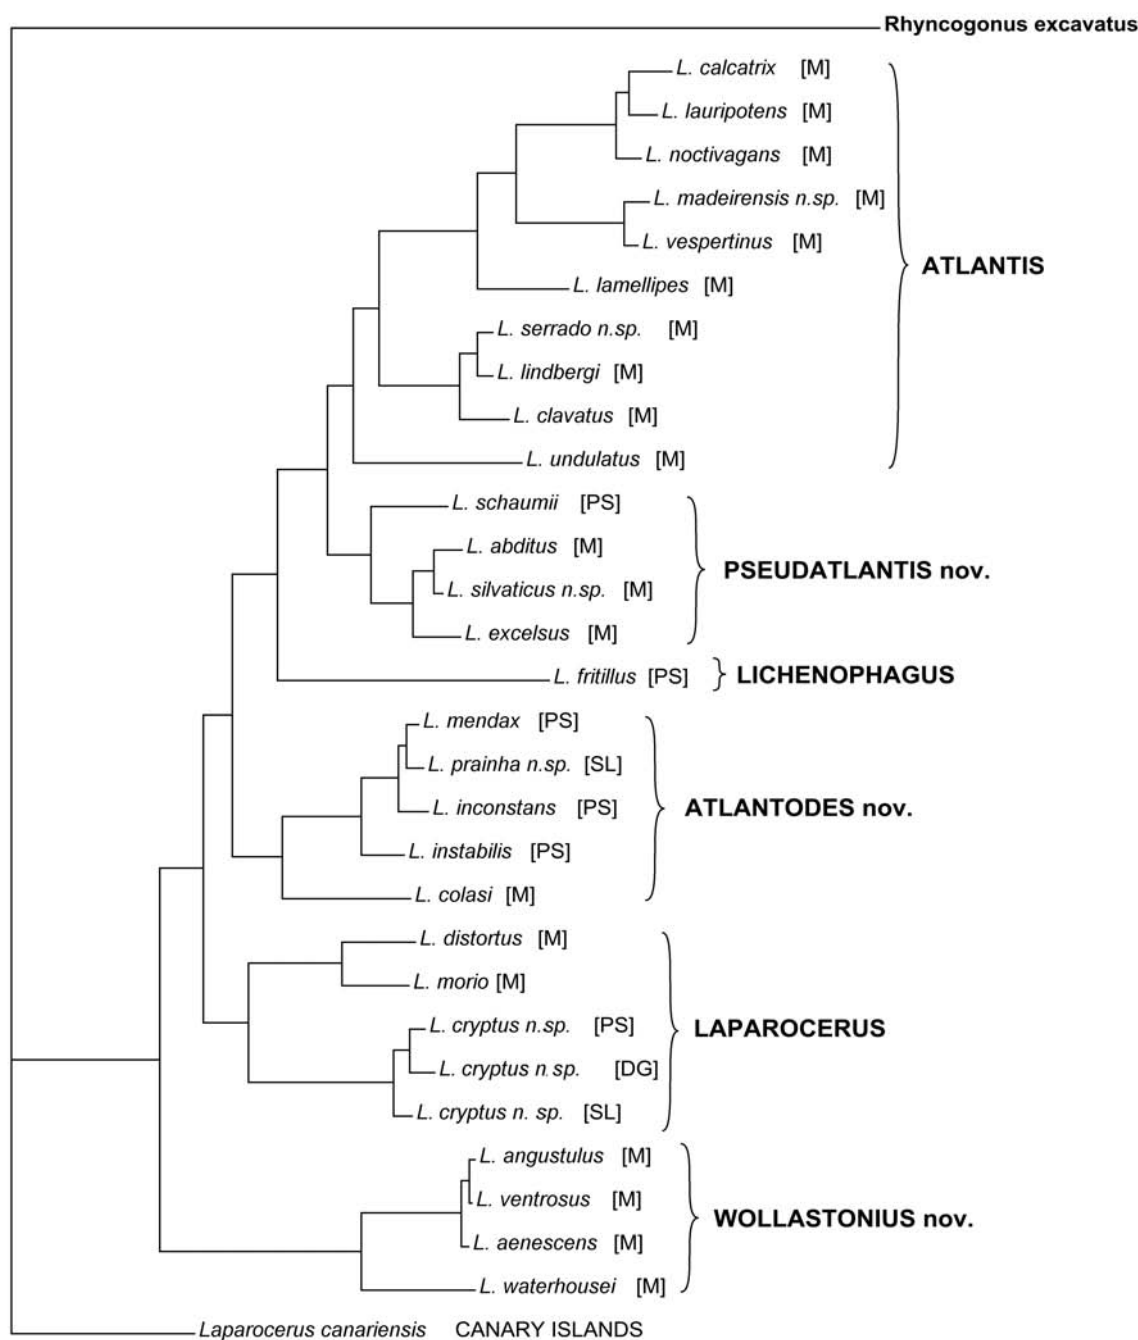 Rhyncogonus excavatus
L. calcatrix [M]
L. lauripotens [M]
L. noctivagans [M]
L. madeirensis n.sp. [M]
L. vespertinus [M]
ATLANTIS
L. lamellipes [M]
L. serrado n.sp. [M]
L. lindbergi [M]
L. clavatus [M]
L. undulatus [M]
L. schaumii [PS]
L. abditus [M]
PSEUDATLANTIS nov.
L. silvaticus n.sp. [M]
L. excelsus [M]
L. fritillus [PS] LICHENOPHAGUS
L. mendax [PS]
L. prainha n.sp. [SL]
L. inconstans [PS] ATLANTODES nov.
L. instabilis [PS]
L. colasi [M]
L. distortus [M]
L. morio [M]
L. cryptus n.sp. [PS] LAPAROCERUS
L. cryptus n.sp. [DG]
L. cryptus n. sp. [SL]
L. angustulus [M]
L. ventrosus [M]
WOLLASTONIUS nov.
L. aenescens [M]
L. waterhousei [M]
Laparocerus canariensis CANARY ISLANDS